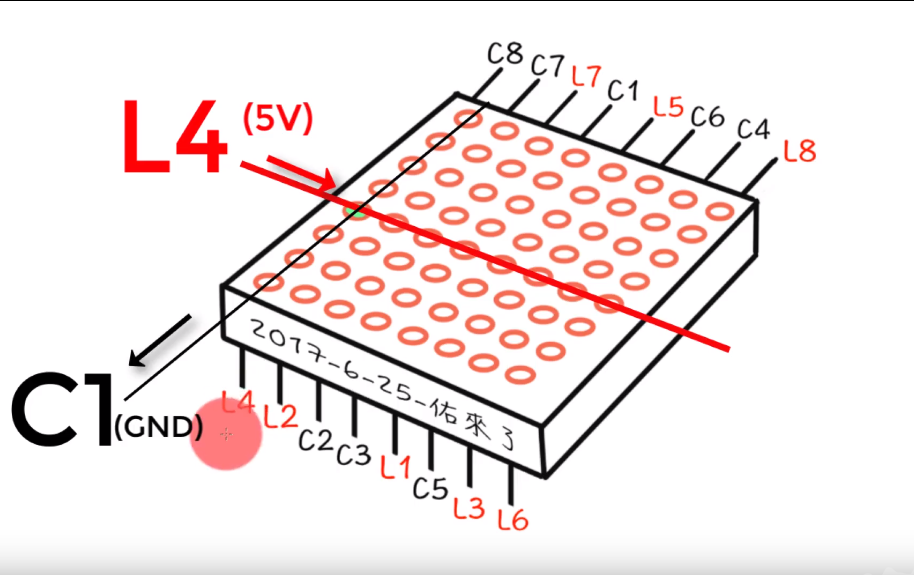 C8 C7 L7 C1 L5 C6 C4 L8
L4 (5V)
2017-6-25-佑來了
C1 (GND)
L4 L2 C2 C3 L1 C5 L3 L6